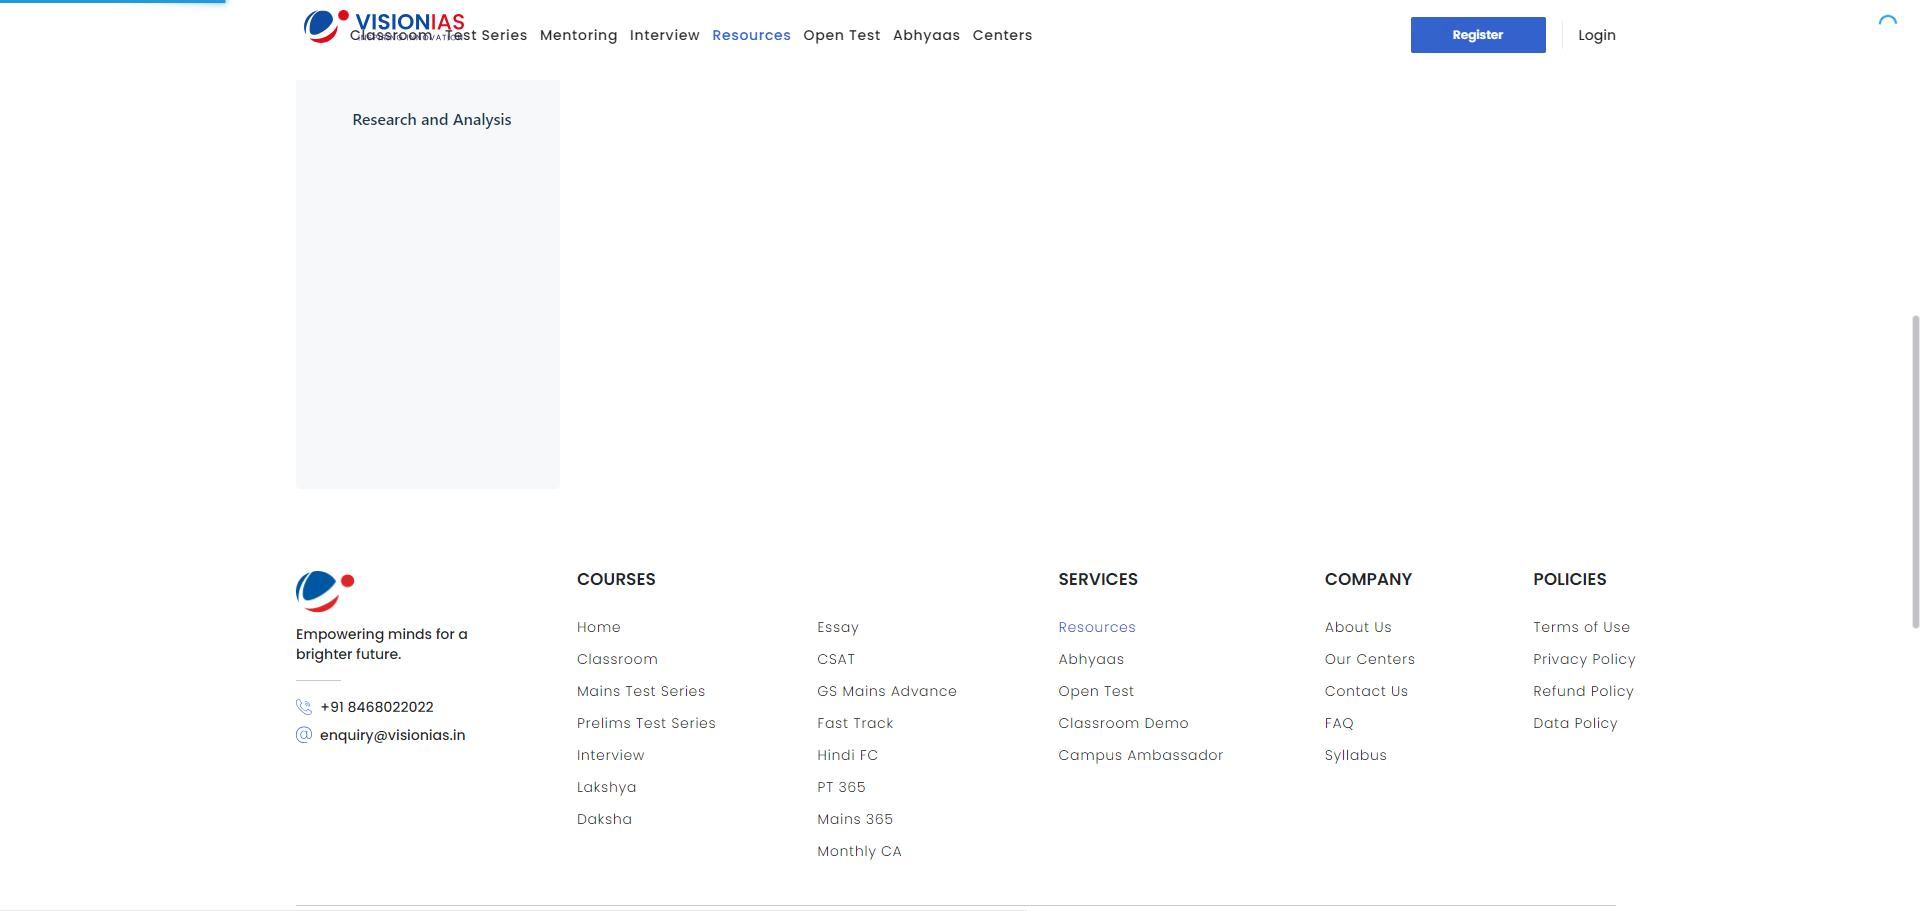 VISIONIAS
INSPIRING INNOVATION
Classroom Test Series Mentoring Interview Resources Open Test Abhyaas Centers
Register
Login
Research and Analysis
Empowering minds for a
brighter future.
+91 8468022022
enquiry@visionias.in
COURSES
Home
Classroom
Mains Test Series
Prelims Test Series
Interview
Lakshya
Daksha
Essay
CSAT
GS Mains Advance
Fast Track
Hindi FC
PT 365
Mains 365
Monthly CA
SERVICES
Resources
Abhyaas
Open Test
Classroom Demo
Campus Ambassador
COMPANY
About Us
Our Centers
Contact Us
FAQ
Syllabus
POLICIES
Terms of Use
Privacy Policy
Refund Policy
Data Policy